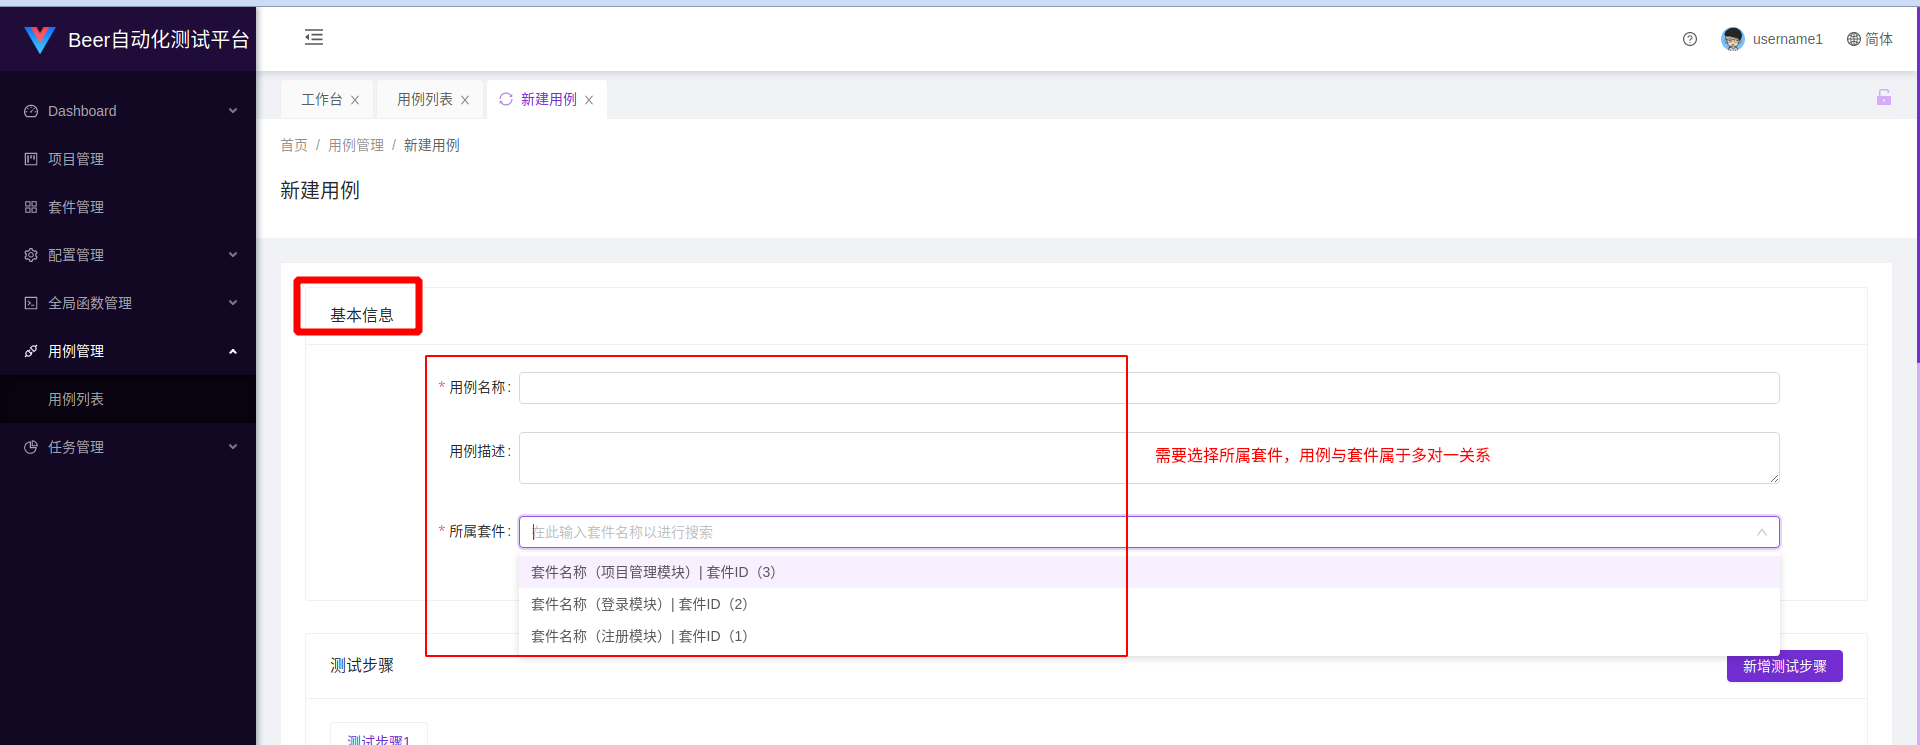 Beer自动化测试平台
username1
简体
Dashboard
项目管理
套件管理
配置管理
全局函数管理
用例管理
用例列表
任务管理
工作台
用例列表
新建用例
首页 / 用例管理 / 新建用例
新建用例
基本信息
* 用例名称:
用例描述:
需要选择所属套件，用例与套件属于多对一关系
* 所属套件:
在此输入套件名称以进行搜索
套件名称（项目管理模块）| 套件ID（3）
套件名称（登录模块）| 套件ID（2）
套件名称（注册模块）| 套件ID（1）
测试步骤
新增测试步骤
测试步骤1